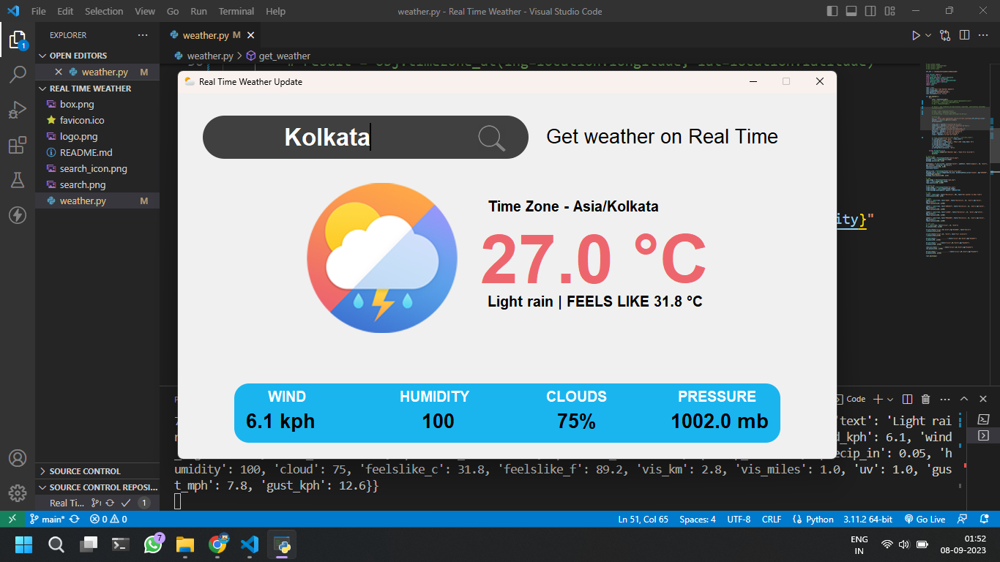 File Edit Selection View Go Run Terminal Help
weather.py - Real Time Weather - Visual Studio Code
EXPLORER
OPEN EDITORS
weather.py M
REAL TIME WEATHER
box.png
favicon.ico
logo.png
README.md
search_icon.png
search.png
weather.py M
SOURCE CONTROL
SOURCE CONTROL REPOSI...
Real Ti... 1
1
weather.py M
weather.py > get_weather
Real Time Weather Update
Kolkata
Get weather on Real Time
Time Zone - Asia/Kolkata
27.0 °C
Light rain | FEELS LIKE 31.8 °C
WIND HUMIDITY CLOUDS PRESSURE
6.1 kph 100 75% 1002.0 mb
ity}"
Code
'text': 'Light rai
d_kph': 6.1, 'wind
recip_in': 0.05, 'h
umidity': 100, 'cloud': 75, 'feelslike_c': 31.8, 'feelslike_f': 89.2, 'vis_km': 2.8, 'vis_miles': 1.0, 'uv': 1.0, 'gus
t_mph': 7.8, 'gust_kph': 12.6}}
main* 0 0
Ln 51, Col 65 Spaces: 4 UTF-8 CRLF Python 3.11.2 64-bit Go Live
7
ENG
IN
01:52
08-09-2023